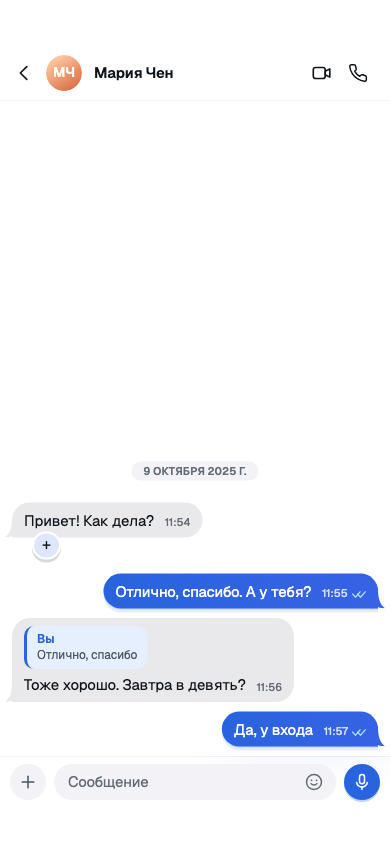 МЧ
Мария Чен
9 ОКТЯБРЯ 2025 Г.
Привет! Как дела? 11:54
+
Отлично, спасибо. А у тебя? 11:55
Вы
Отлично, спасибо
Тоже хорошо. Завтра в девять? 11:56
Да, у входа 11:57
Сообщение